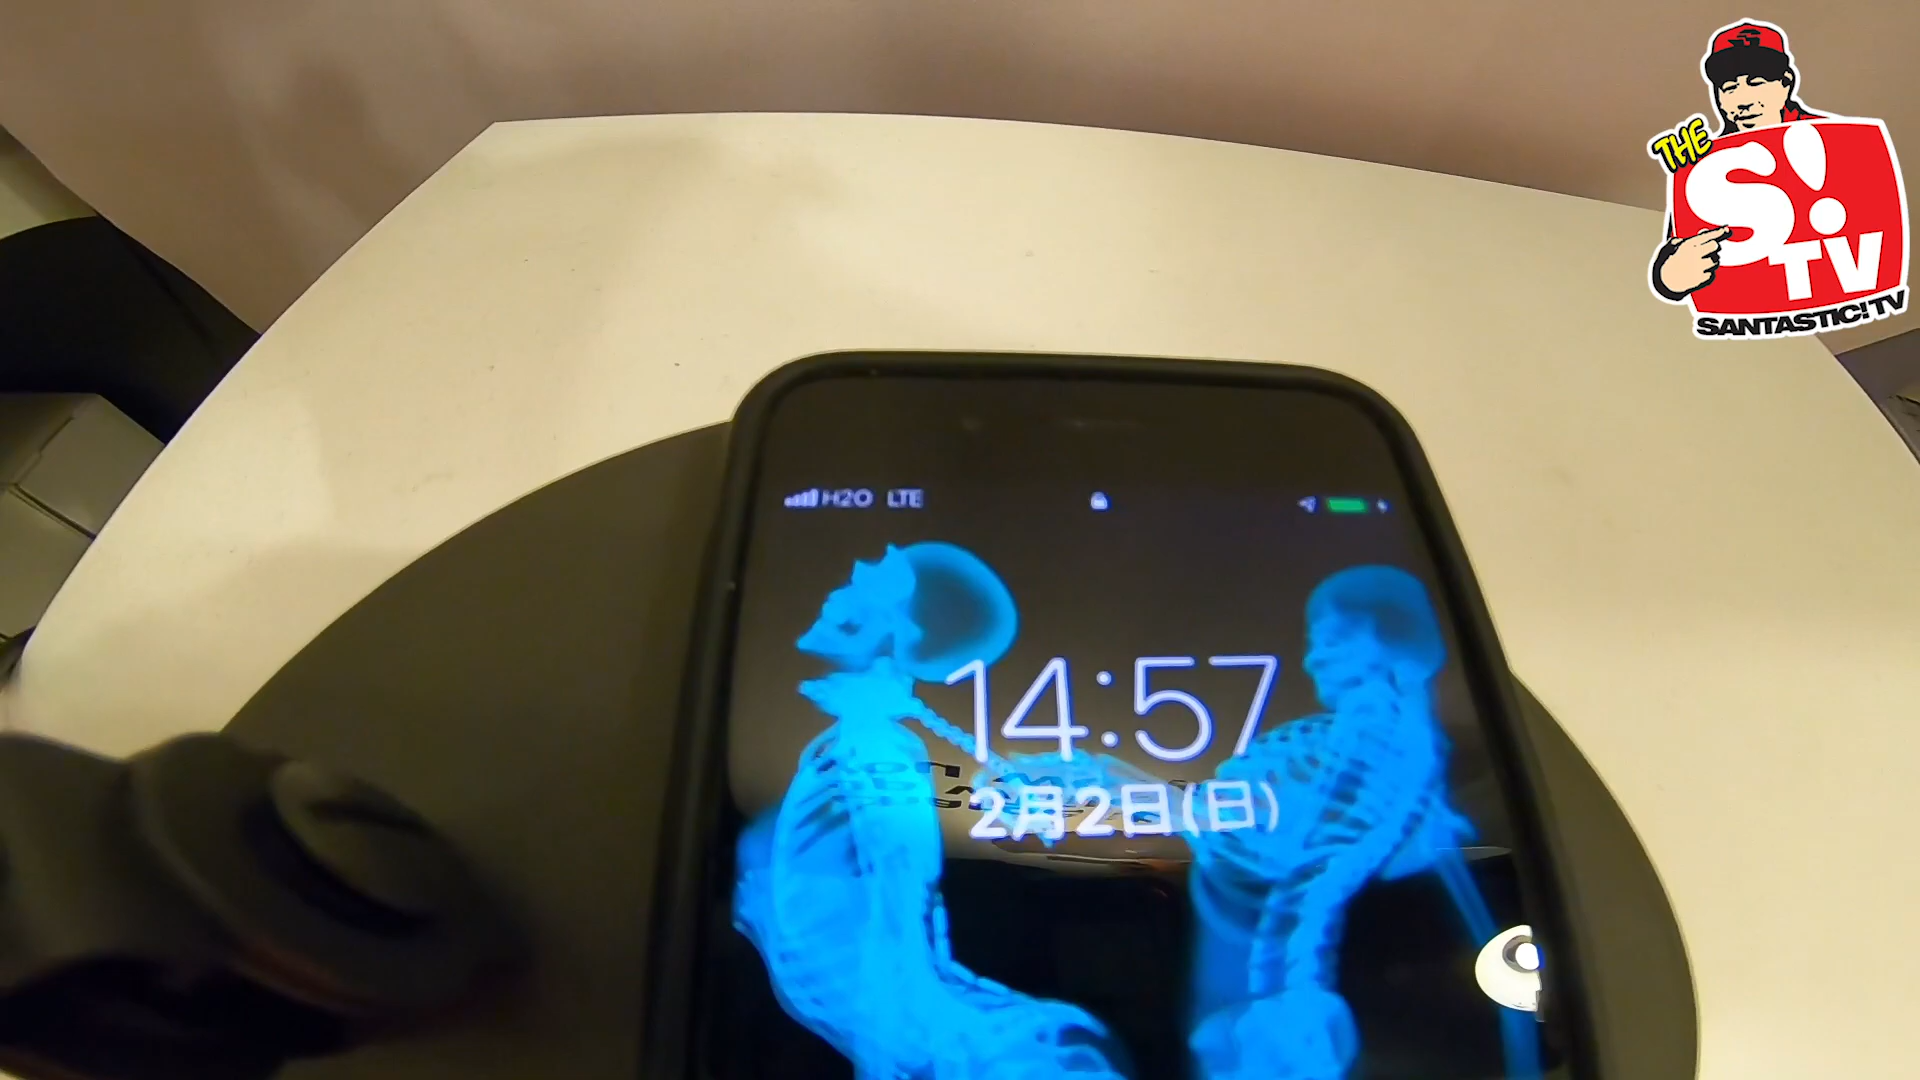 THE
S!
TV
SANTASTIC!TV
H2O LTE
14:57
2月2日(日)